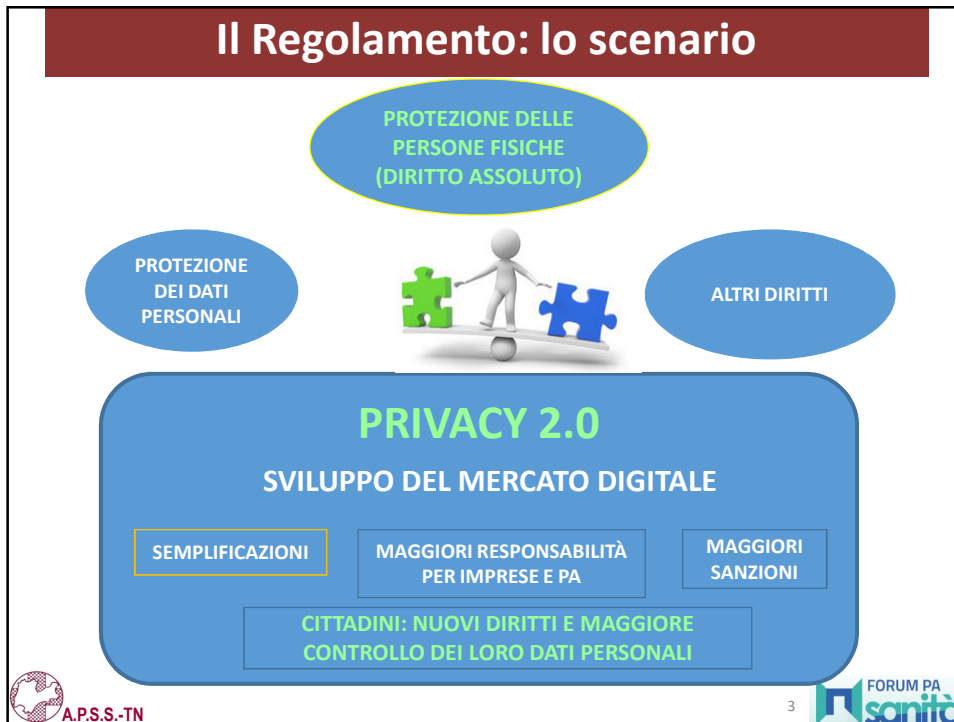 Il Regolamento: lo scenario
PROTEZIONE DELLE
PERSONE FISICHE
(DIRITTO ASSOLUTO)
PROTEZIONE
DEI DATI
PERSONALI
ALTRI DIRITTI
PRIVACY 2.0
SVILUPPO DEL MERCATO DIGITALE
SEMPLIFICAZIONI
MAGGIORI RESPONSABILITÀ
PER IMPRESE E PA
MAGGIORI
SANZIONI
CITTADINI: NUOVI DIRITTI E MAGGIORE
CONTROLLO DEI LORO DATI PERSONALI
A.P.S.S.-TN
3
FORUM PA
sanità